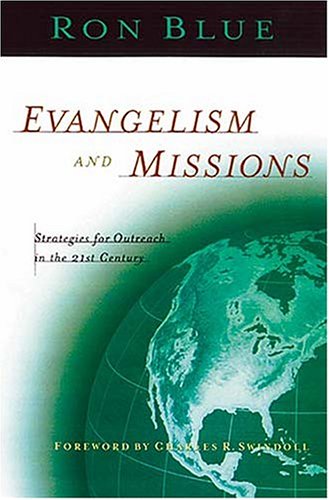 RON BLUE
EVANGELISM
AND MISSIONS
Strategies for Outreach
in the 21st Century
FOREWORD BY CHARLES R. SWINDOLL